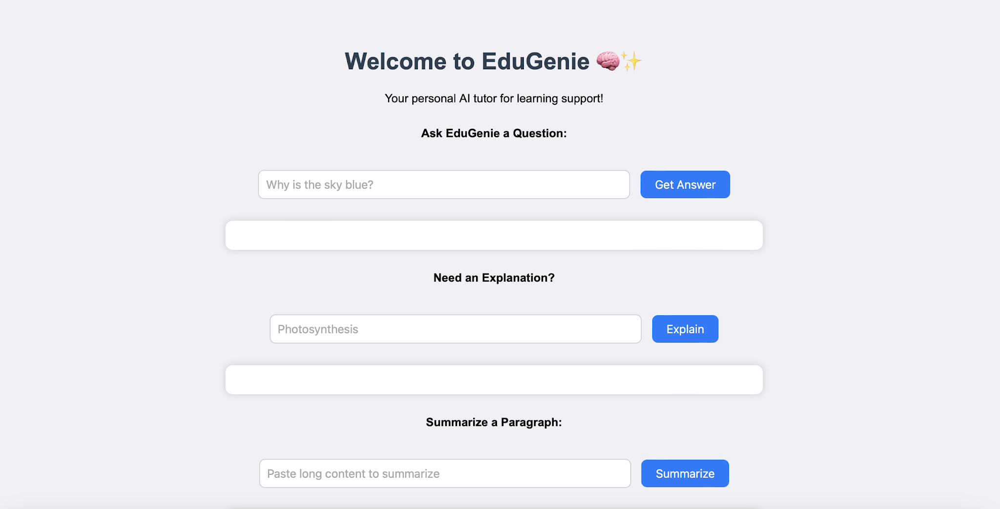 Welcome to EduGenie 🧠✨
Your personal AI tutor for learning support!
Ask EduGenie a Question:
Why is the sky blue?
Get Answer
Need an Explanation?
Photosynthesis
Explain
Summarize a Paragraph:
Paste long content to summarize
Summarize